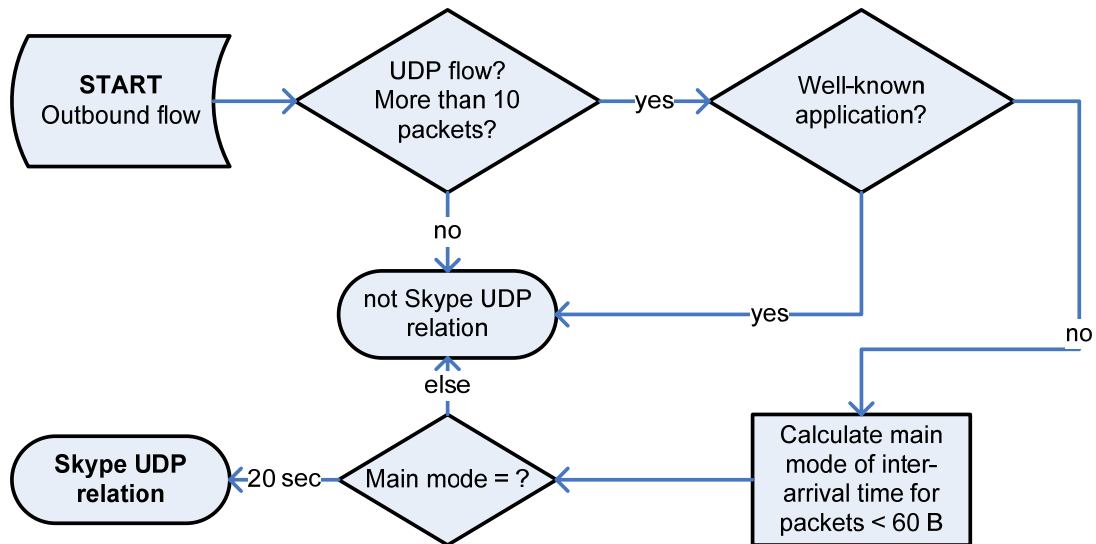 START
Outbound flow
UDP flow?
More than 10
packets?
yes
Well-known
application?
no
not Skype UDP
relation
yes
no
else
Skype UDP
relation
20 sec
Main mode = ?
Calculate main
mode of inter-
arrival time for
packets < 60 B